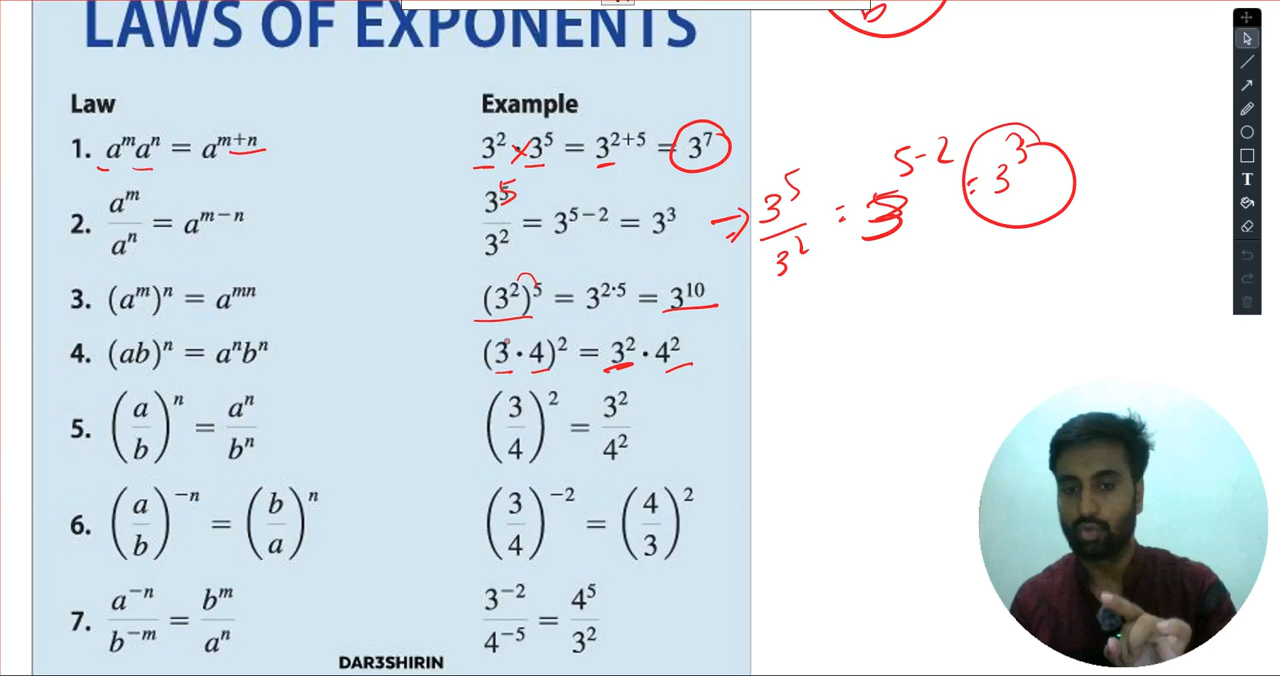 LAWS OF EXPONENTS
b
Law Example
1. aᵐaⁿ = aᵐ⁺ⁿ 3² · 3⁵ = 3²⁺⁵ = 3⁷
2. aᵐ/aⁿ = aᵐ⁻ⁿ 3⁵/3² = 3⁵⁻² = 3³ ⇒ 3⁵/3² = 3⁵⁻² = 3³
3. (aᵐ)ⁿ = aᵐⁿ (3²)⁵ = 3²·⁵ = 3¹⁰
4. (ab)ⁿ = aⁿbⁿ (3 · 4)² = 3² · 4²
5. (a/b)ⁿ = aⁿ/bⁿ (3/4)² = 3²/4²
6. (a/b)⁻ⁿ = (b/a)ⁿ (3/4)⁻² = (4/3)²
7. a⁻ⁿ/b⁻ᵐ = bᵐ/aⁿ 3⁻²/4⁻⁵ = 4⁵/3²
DAR3SHIRIN
T